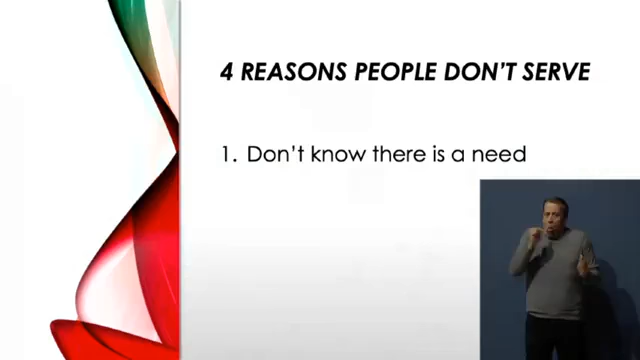 4 REASONS PEOPLE DON'T SERVE
1. Don't know there is a need